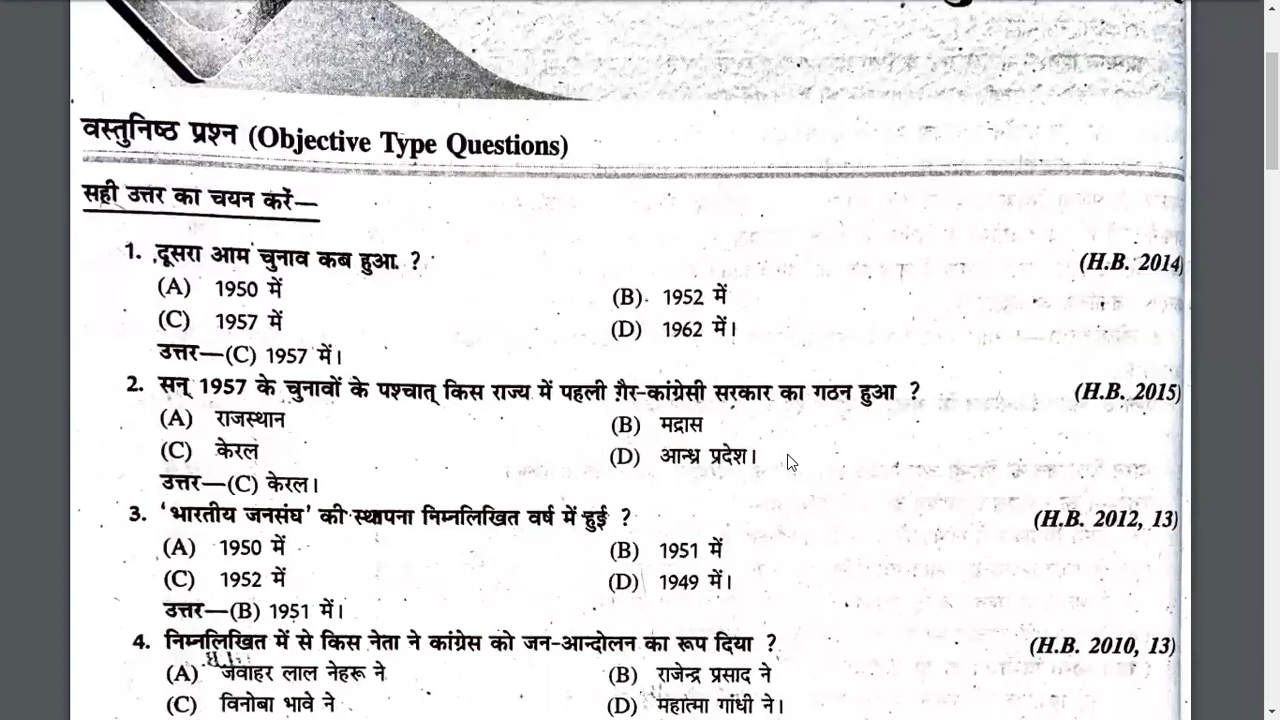 वस्तुनिष्ठ प्रश्न (Objective Type Questions)
सही उत्तर का चयन करें—
1. दूसरा आम चुनाव कब हुआ ? (H.B. 2014)
(A) 1950 में (B) 1952 में
(C) 1957 में (D) 1962 में।
उत्तर—(C) 1957 में।
2. सन् 1957 के चुनावों के पश्चात् किस राज्य में पहली ग़ैर-कांग्रेसी सरकार का गठन हुआ ? (H.B. 2015)
(A) राजस्थान (B) मद्रास
(C) केरल (D) आन्ध्र प्रदेश।
उत्तर—(C) केरल।
3. 'भारतीय जनसंघ' की स्थापना निम्नलिखित वर्ष में हुई ? (H.B. 2012, 13)
(A) 1950 में (B) 1951 में
(C) 1952 में (D) 1949 में।
उत्तर—(B) 1951 में।
4. निम्नलिखित में से किस नेता ने कांग्रेस को जन-आन्दोलन का रूप दिया ? (H.B. 2010, 13)
(A) जवाहर लाल नेहरू ने (B) राजेन्द्र प्रसाद ने
(C) विनोबा भावे ने (D) महात्मा गांधी ने।